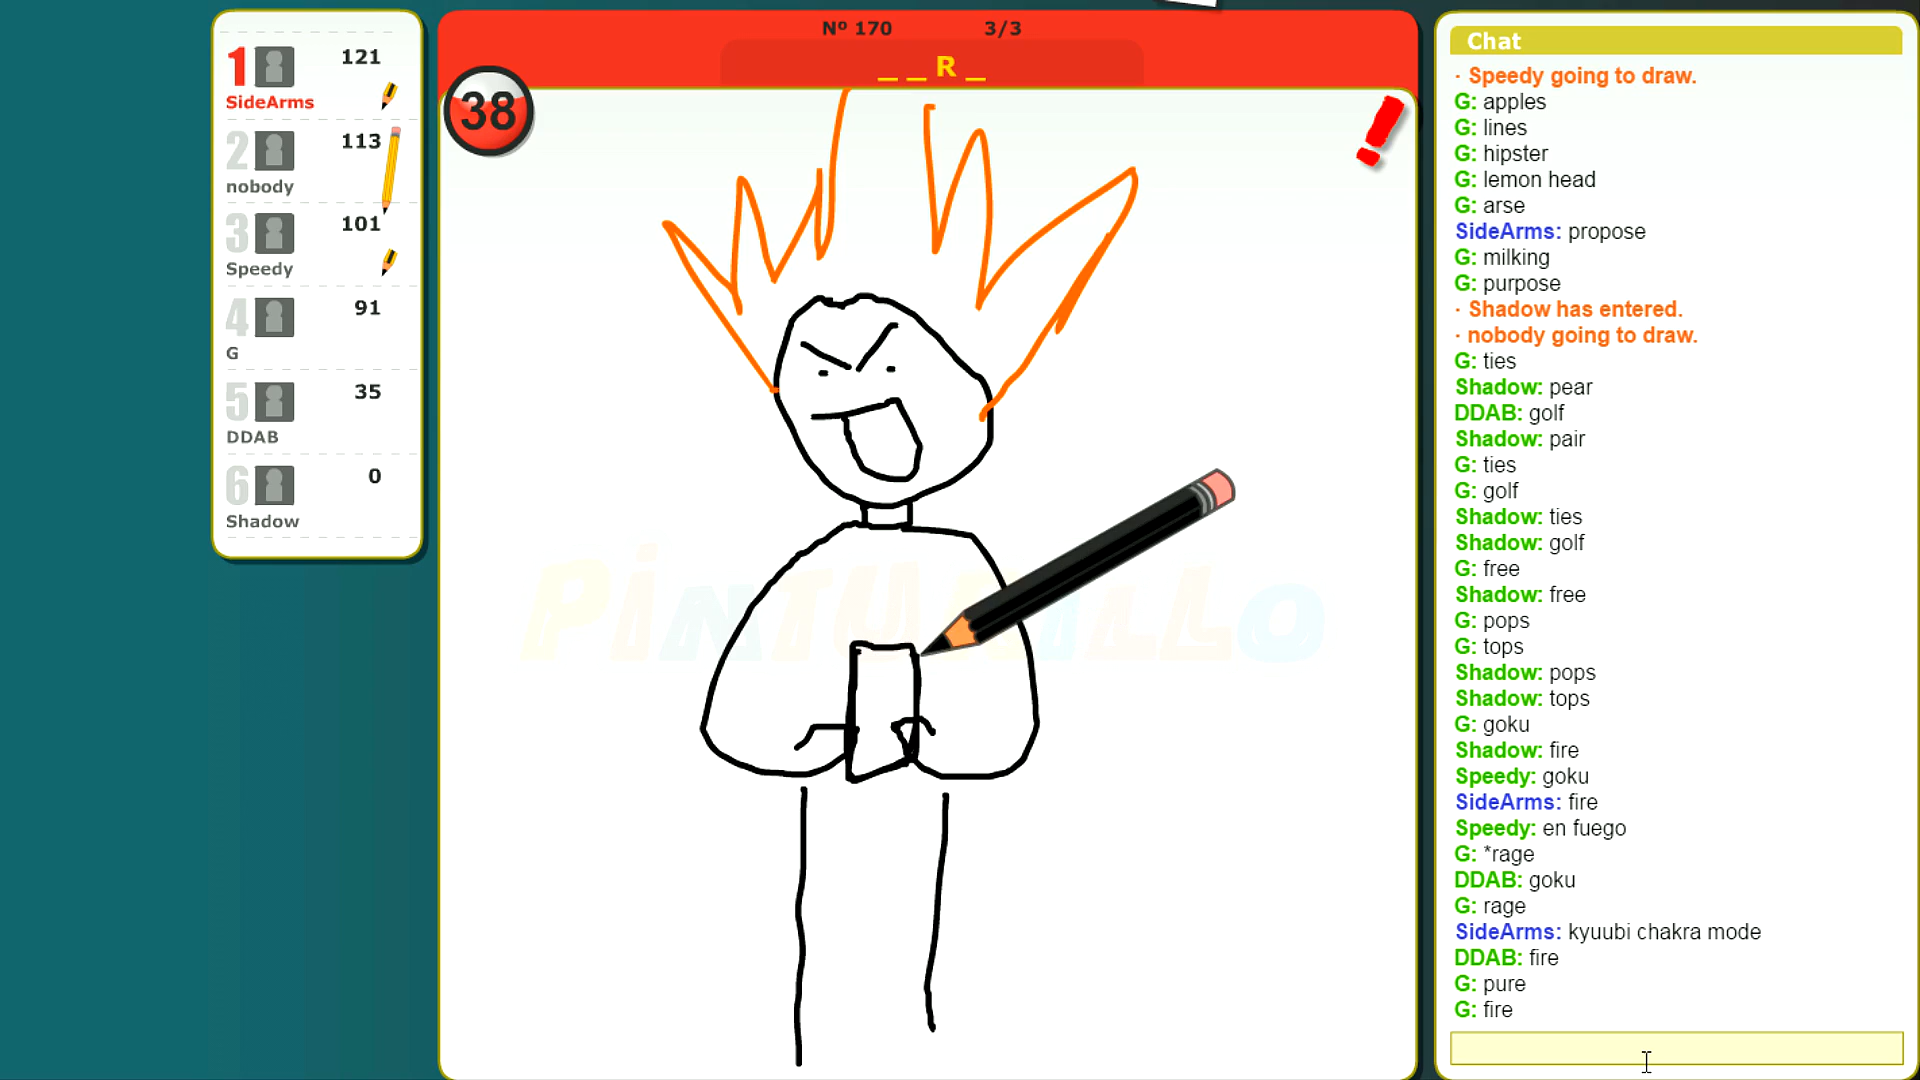 1 121
SideArms
2 113
nobody
3 101
Speedy
4 91
G
5 35
DDAB
6 0
Shadow
Nº 170 3/3
_ _ R _
38
PINTURILLO
Chat
· Speedy going to draw.
G: apples
G: lines
G: hipster
G: lemon head
G: arse
SideArms: propose
G: milking
G: purpose
· Shadow has entered.
· nobody going to draw.
G: ties
Shadow: pear
DDAB: golf
Shadow: pair
G: ties
G: golf
Shadow: ties
Shadow: golf
G: free
Shadow: free
G: pops
G: tops
Shadow: pops
Shadow: tops
G: goku
Shadow: fire
Speedy: goku
SideArms: fire
Speedy: en fuego
G: *rage
DDAB: goku
G: rage
SideArms: kyuubi chakra mode
DDAB: fire
G: pure
G: fire